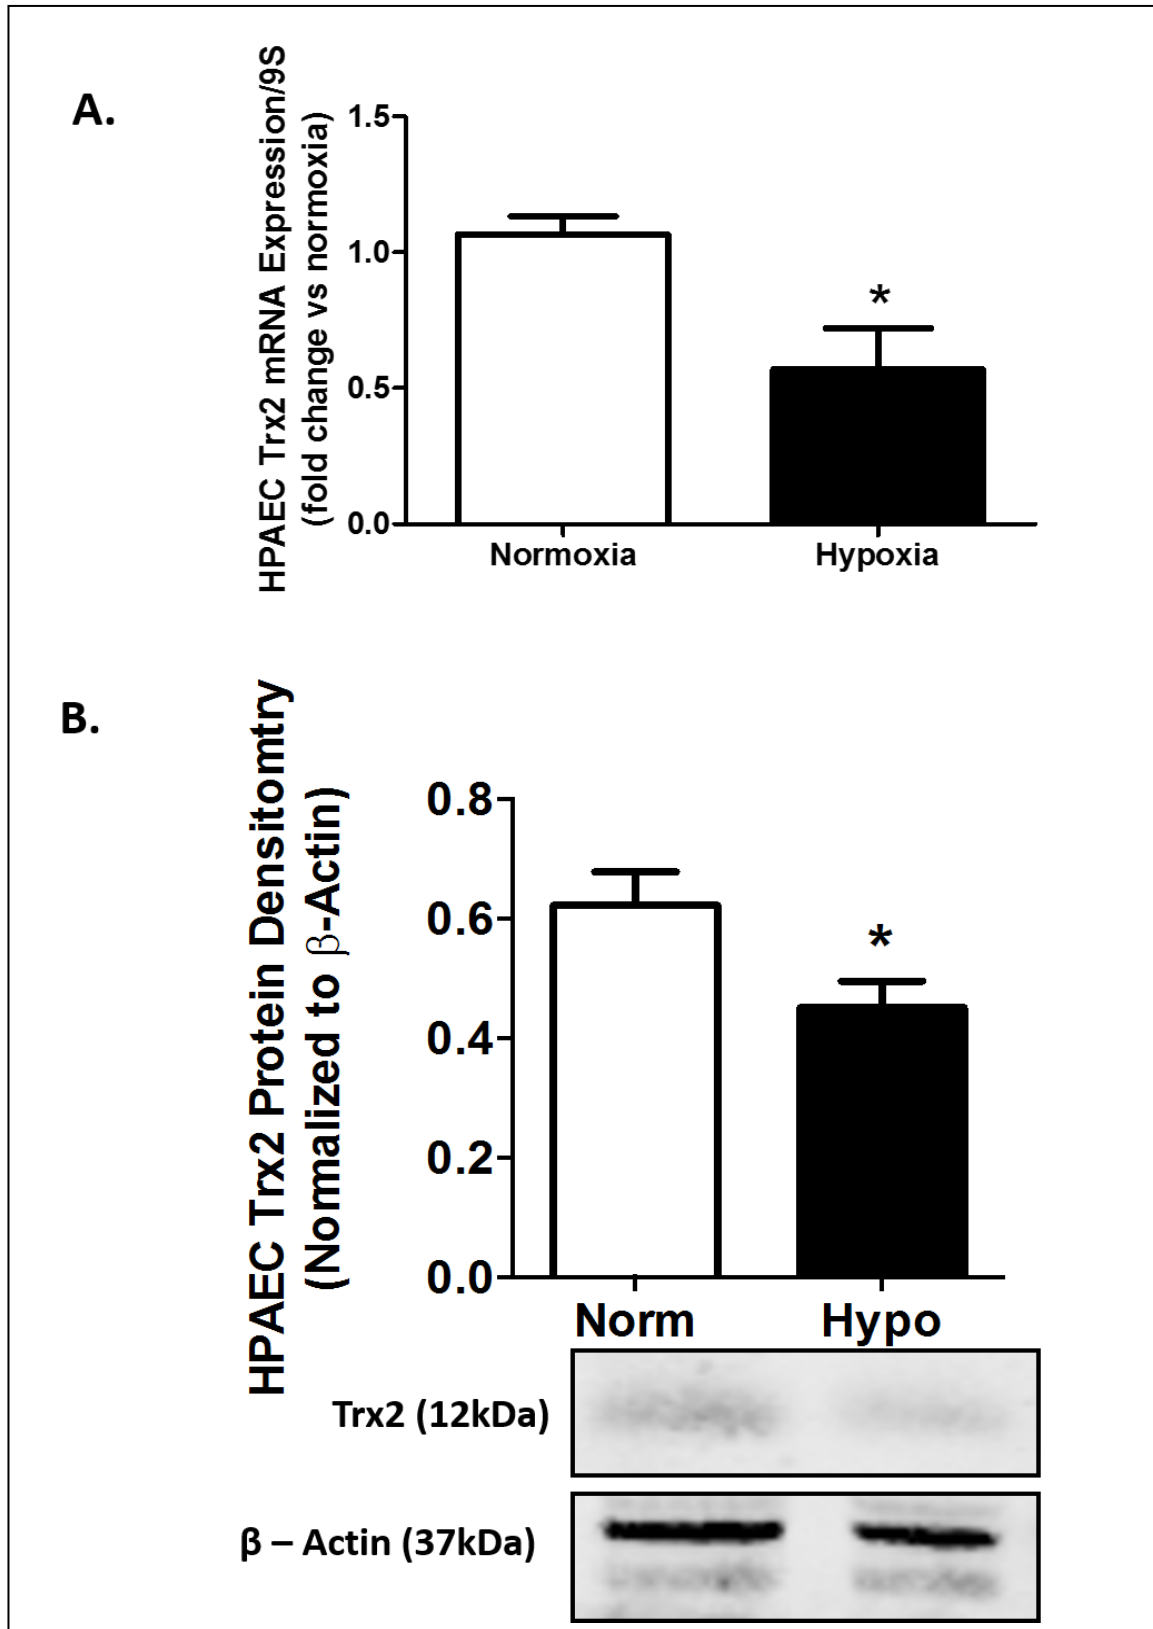 A.
HPAEC Trx2 mRNA Expression/9S
(fold change vs normoxia)
1.5
1.0
0.5
0.0
*
Normoxia Hypoxia
B.
HPAEC Trx2 Protein Densitomtry
(Normalized to β-Actin)
0.8
0.6
0.4
0.2
0.0
*
Norm Hypo
Trx2 (12kDa)
β – Actin (37kDa)